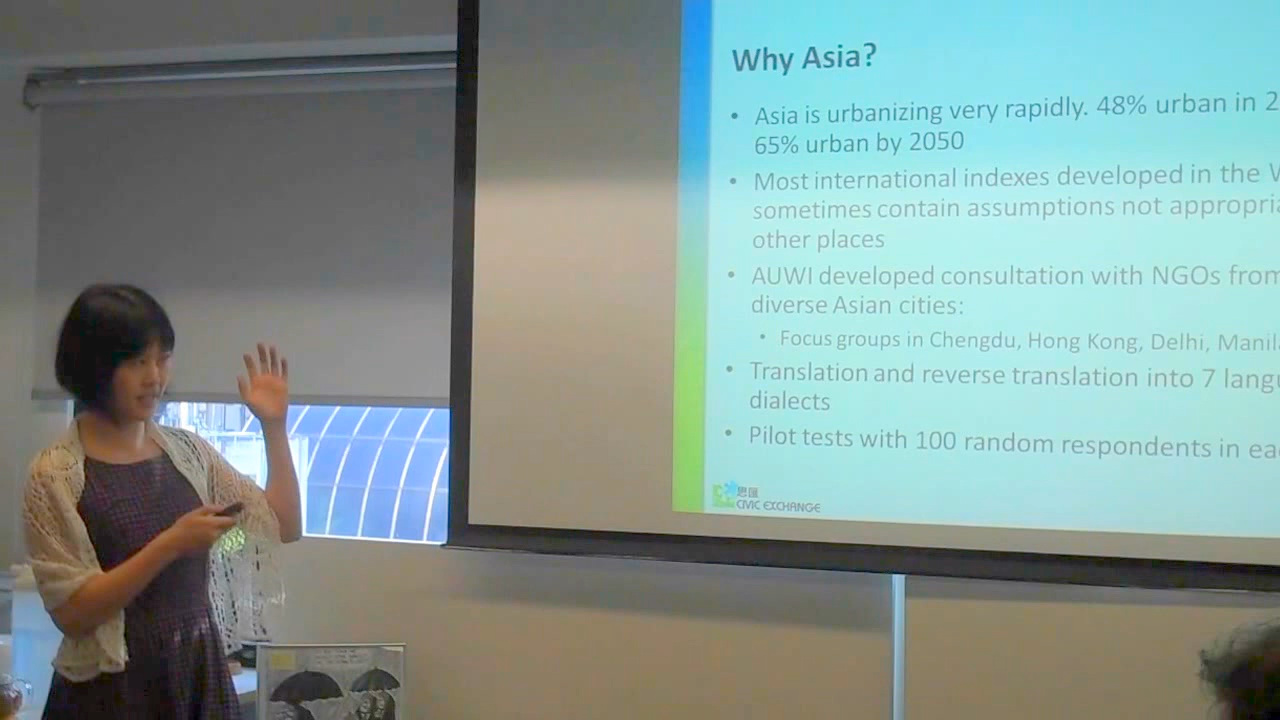 Why Asia?
• Asia is urbanizing very rapidly. 48% urban in 2
65% urban by 2050
• Most international indexes developed in the W
sometimes contain assumptions not appropria
other places
• AUWI developed consultation with NGOs from
diverse Asian cities:
• Focus groups in Chengdu, Hong Kong, Delhi, Manila
• Translation and reverse translation into 7 langu
dialects
• Pilot tests with 100 random respondents in eac
思匯
CIVIC EXCHANGE